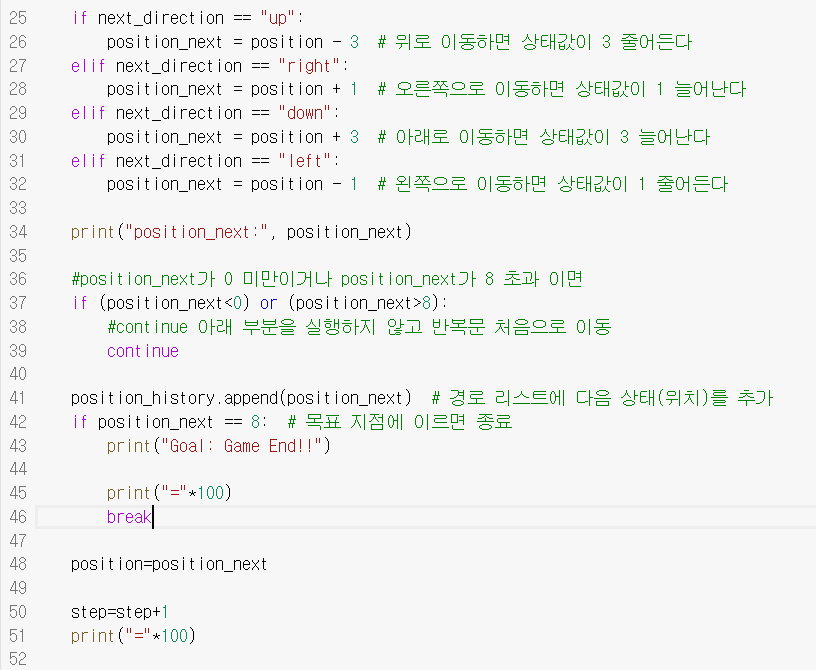 25 if next_direction == "up":
26 position_next = position - 3 # 위로 이동하면 상태값이 3 줄어든다
27 elif next_direction == "right":
28 position_next = position + 1 # 오른쪽으로 이동하면 상태값이 1 늘어난다
29 elif next_direction == "down":
30 position_next = position + 3 # 아래로 이동하면 상태값이 3 늘어난다
31 elif next_direction == "left":
32 position_next = position - 1 # 왼쪽으로 이동하면 상태값이 1 줄어든다
33
34 print("position_next:", position_next)
35
36 #position_next가 0 미만이거나 position_next가 8 초과 이면
37 if (position_next<0) or (position_next>8):
38 #continue 아래 부분을 실행하지 않고 반복문 처음으로 이동
39 continue
40
41 position_history.append(position_next) # 경로 리스트에 다음 상태(위치)를 추가
42 if position_next == 8: # 목표 지점에 이르면 종료
43 print("Goal: Game End!!")
44
45 print("="*100)
46 break
47
48 position=position_next
49
50 step=step+1
51 print("="*100)
52